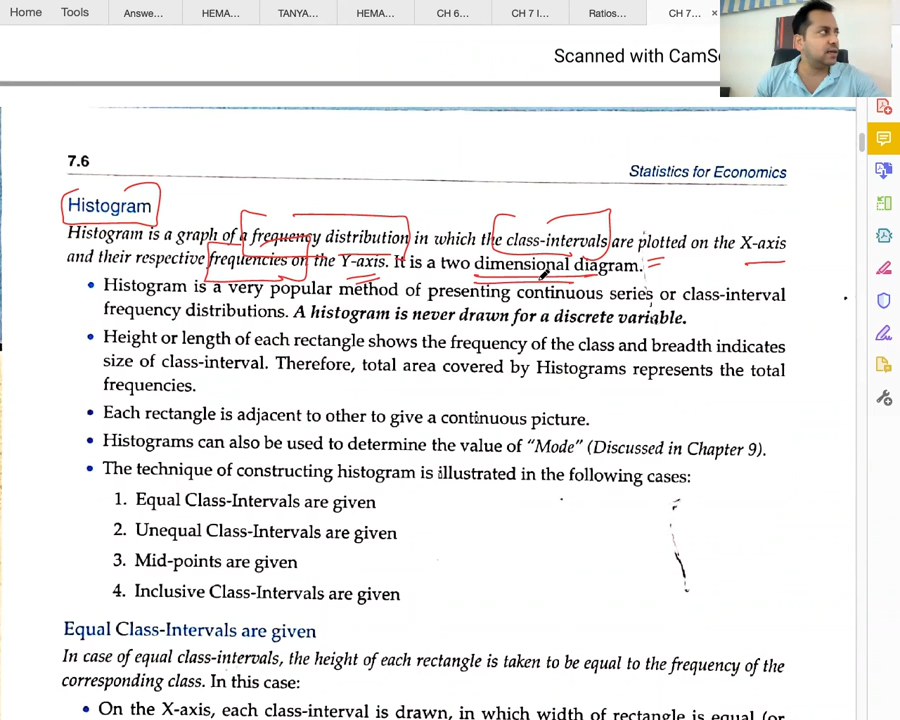 Home Tools Answe... HEMA... TANYA... HEMA... CH 6... CH 7 I... Ratios... CH 7... ×
Scanned with CamSc
7.6 Statistics for Economics
Histogram
Histogram is a graph of a frequency distribution in which the class-intervals are plotted on the X-axis
and their respective frequencies on the Y-axis. It is a two dimensional diagram.
• Histogram is a very popular method of presenting continuous series or class-interval
frequency distributions. A histogram is never drawn for a discrete variable.
• Height or length of each rectangle shows the frequency of the class and breadth indicates
size of class-interval. Therefore, total area covered by Histograms represents the total
frequencies.
• Each rectangle is adjacent to other to give a continuous picture.
• Histograms can also be used to determine the value of “Mode” (Discussed in Chapter 9).
• The technique of constructing histogram is illustrated in the following cases:
1. Equal Class-Intervals are given
2. Unequal Class-Intervals are given
3. Mid-points are given
4. Inclusive Class-Intervals are given
Equal Class-Intervals are given
In case of equal class-intervals, the height of each rectangle is taken to be equal to the frequency of the
corresponding class. In this case:
• On the X-axis, each class-interval is drawn, in which width of rectangle is equal (or